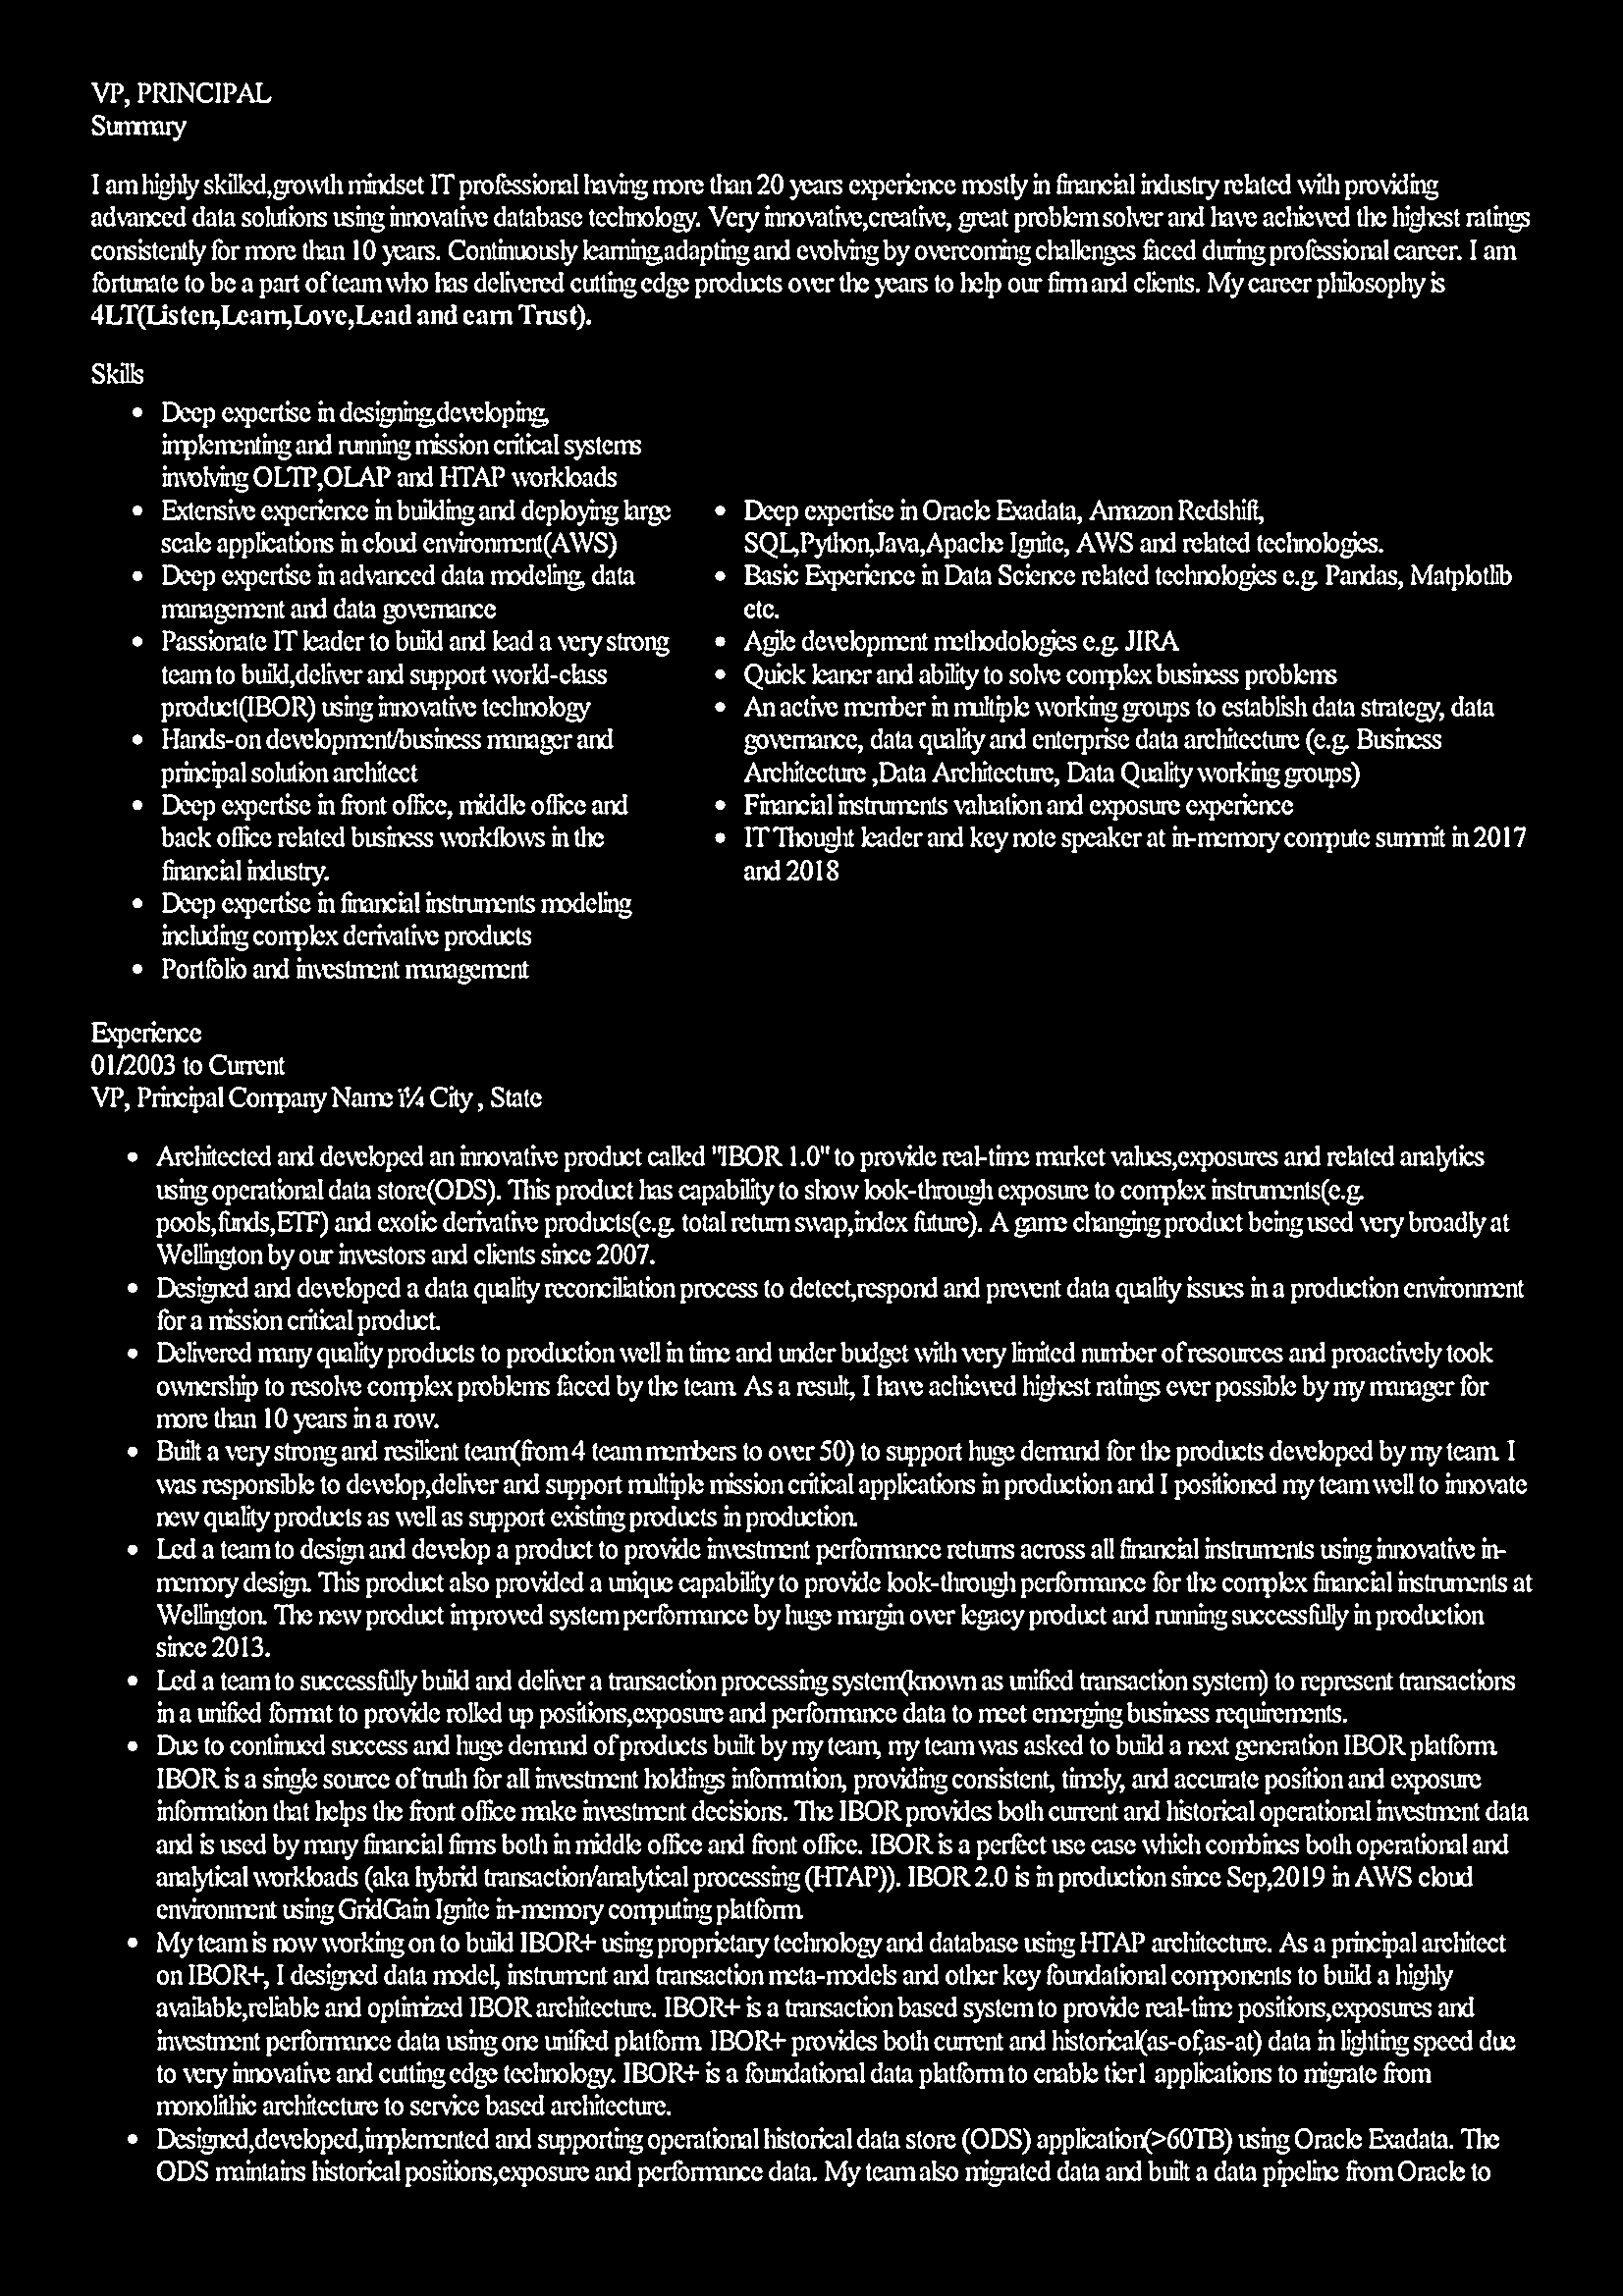 VP, PRINCIPAL
Summary
I am highly skilled,growth mindset IT professional having more than 20 years experience mostly in financial industry related with providing
advanced data solutions using innovative database technology. Very innovative,creative, great problem solver and have achieved the highest ratings
consistently for more than 10 years. Continuously learning,adapting and evolving by overcoming challenges faced during professional career. I am
fortunate to be a part of team who has delivered cutting edge products over the years to help our firm and clients. My career philosophy is
4LT(Listen,Learn,Love,Lead and earn Trust).
Skills
• Deep expertise in designing,developing,
implementing and running mission critical systems
involving OLTP,OLAP and HTAP workloads
• Extensive experience in building and deploying large
scale applications in cloud environment(AWS)
• Deep expertise in advanced data modeling, data
management and data governance
• Passionate IT leader to build and lead a very strong
team to build,deliver and support world-class
product(IBOR) using innovative technology
• Hands-on development/business manager and
principal solution architect
• Deep expertise in front office, middle office and
back office related business workflows in the
financial industry.
• Deep expertise in financial instruments modeling
including complex derivative products
• Portfolio and investment management
• Deep expertise in Oracle Exadata, Amazon Redshift,
SQL,Python,Java,Apache Ignite, AWS and related technologies.
• Basic Experience in Data Science related technologies e.g. Pandas, Matplotlib
etc.
• Agile development methodologies e.g. JIRA
• Quick leaner and ability to solve complex business problems
• An active member in multiple working groups to establish data strategy, data
governance, data quality and enterprise data architecture (e.g. Business
Architecture ,Data Architecture, Data Quality working groups)
• Financial instruments valuation and exposure experience
• IT Thought leader and key note speaker at in-memory compute summit in 2017
and 2018
Experience
01/2003 to Current
VP, Principal Company Name ï¼ City , State
• Architected and developed an innovative product called "IBOR 1.0" to provide real-time market values,exposures and related analytics
using operational data store(ODS). This product has capability to show look-through exposure to complex instruments(e.g.
pools,funds,ETF) and exotic derivative products(e.g. total return swap,index future). A game changing product being used very broadly at
Wellington by our investors and clients since 2007.
• Designed and developed a data quality reconciliation process to detect,respond and prevent data quality issues in a production environment
for a mission critical product.
• Delivered many quality products to production well in time and under budget with very limited number of resources and proactively took
ownership to resolve complex problems faced by the team. As a result, I have achieved highest ratings ever possible by my manager for
more than 10 years in a row.
• Built a very strong and resilient team(from 4 team members to over 50) to support huge demand for the products developed by my team. I
was responsible to develop,deliver and support multiple mission critical applications in production and I positioned my team well to innovate
new quality products as well as support existing products in production.
• Led a team to design and develop a product to provide investment performance returns across all financial instruments using innovative in-
memory design. This product also provided a unique capability to provide look-through performance for the complex financial instruments at
Wellington. The new product improved system performance by huge margin over legacy product and running successfully in production
since 2013.
• Led a team to successfully build and deliver a transaction processing system(known as unified transaction system) to represent transactions
in a unified format to provide rolled up positions,exposure and performance data to meet emerging business requirements.
• Due to continued success and huge demand of products built by my team, my team was asked to build a next generation IBOR platform.
IBOR is a single source of truth for all investment holdings information, providing consistent, timely, and accurate position and exposure
information that helps the front office make investment decisions. The IBOR provides both current and historical operational investment data
and is used by many financial firms both in middle office and front office. IBOR is a perfect use case which combines both operational and
analytical workloads (aka hybrid transaction/analytical processing (HTAP)). IBOR 2.0 is in production since Sep,2019 in AWS cloud
environment using GridGain Ignite in-memory computing platform.
• My team is now working on to build IBOR+ using proprietary technology and database using HTAP architecture. As a principal architect
on IBOR+, I designed data model, instrument and transaction meta-models and other key foundational components to build a highly
available,reliable and optimized IBOR architecture. IBOR+ is a transaction based system to provide real-time positions,exposures and
investment performance data using one unified platform. IBOR+ provides both current and historical(as-of,as-at) data in lighting speed due
to very innovative and cutting edge technology. IBOR+ is a foundational data platform to enable tier1 applications to migrate from
monolithic architecture to service based architecture.
• Designed,developed,implemented and supporting operational historical data store (ODS) application(>60TB) using Oracle Exadata. The
ODS maintains historical positions,exposure and performance data. My team also migrated data and built a data pipeline from Oracle to